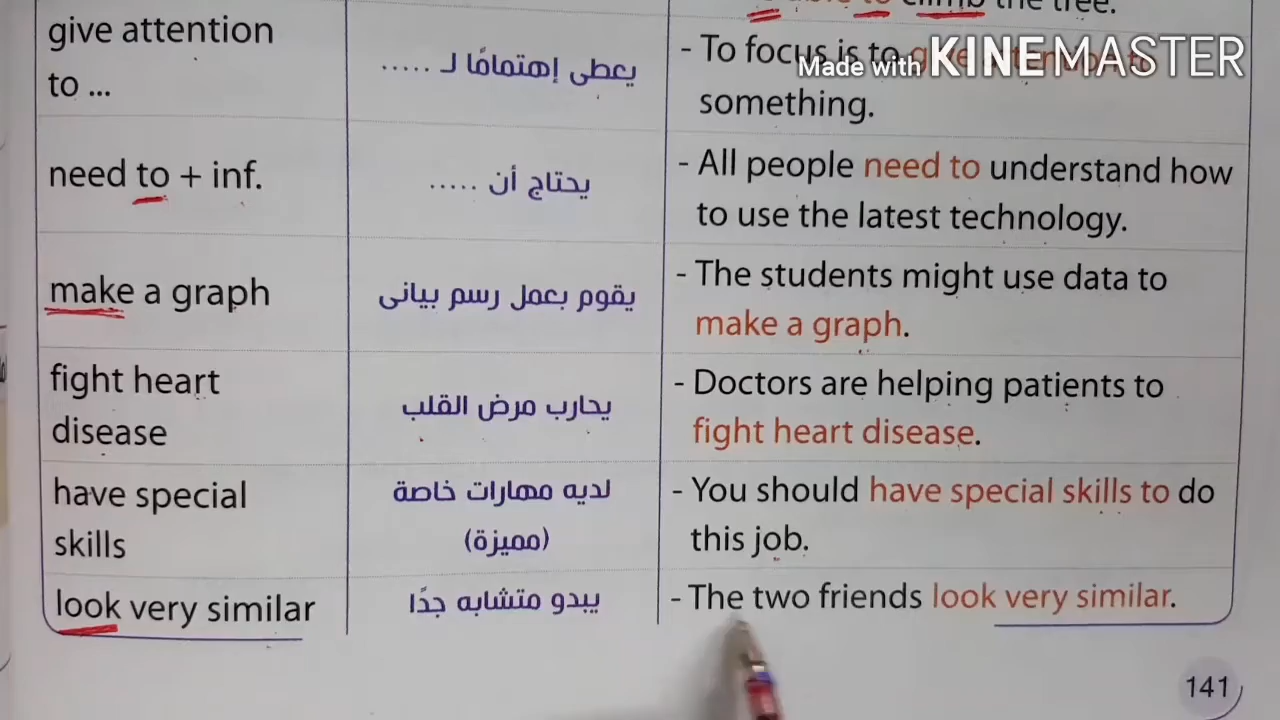 climb the tree.
give attention
to ...
يعطى إهتمامًا لـ .....
- To focus is to
something.
Made with KINEMASTER
need to + inf.
يحتاج أن .....
- All people need to understand how
to use the latest technology.
make a graph
يقوم بعمل رسم بيانى
- The students might use data to
make a graph.
fight heart
disease
يحارب مرض القلب
- Doctors are helping patients to
fight heart disease.
have special
skills
لديه مهارات خاصة
(مميزة)
- You should have special skills to do
this job.
look very similar
يبدو متشابه جدًا
- The two friends look very similar.
141